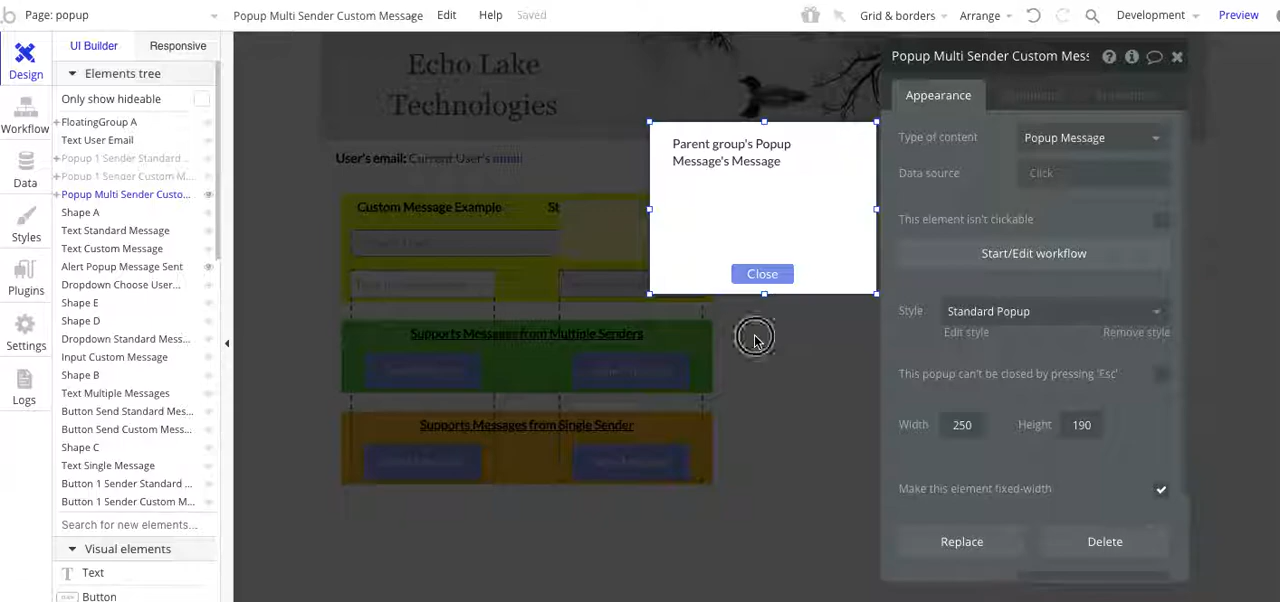 Page: popup
Popup Multi Sender Custom Message
Edit
Help
Saved
Grid & borders
Arrange
Development
Preview
Design
Workflow
Data
Styles
Plugins
Settings
Logs
UI Builder
Responsive
Elements tree
Only show hideable
FloatingGroup A
Text User Email
Popup 1 Sender Standard ...
Popup 1 Sender Custom M...
Popup Multi Sender Custo...
Shape A
Text Standard Message
Text Custom Message
Alert Popup Message Sent
Dropdown Choose User...
Shape E
Shape D
Dropdown Standard Mess...
Input Custom Message
Shape B
Text Multiple Messages
Button Send Standard Mes...
Button Send Custom Mess...
Shape C
Text Single Message
Button 1 Sender Standard ...
Button 1 Sender Custom M...
Search for new elements...
Visual elements
Text
Button
Echo Lake
Technologies
User's email: Current User's email
Custom Message Example
St
Parent group's Popup
Message's Message
Close
Supports Messages from Multiple Senders
Supports Messages from Single Sender
Popup Multi Sender Custom Mess
Appearance
Type of content
Popup Message
Data source
Click
This element isn't clickable
Start/Edit workflow
Style
Standard Popup
Edit style
Remove style
This popup can't be closed by pressing 'Esc'
Width
250
Height
190
Make this element fixed-width
Replace
Delete